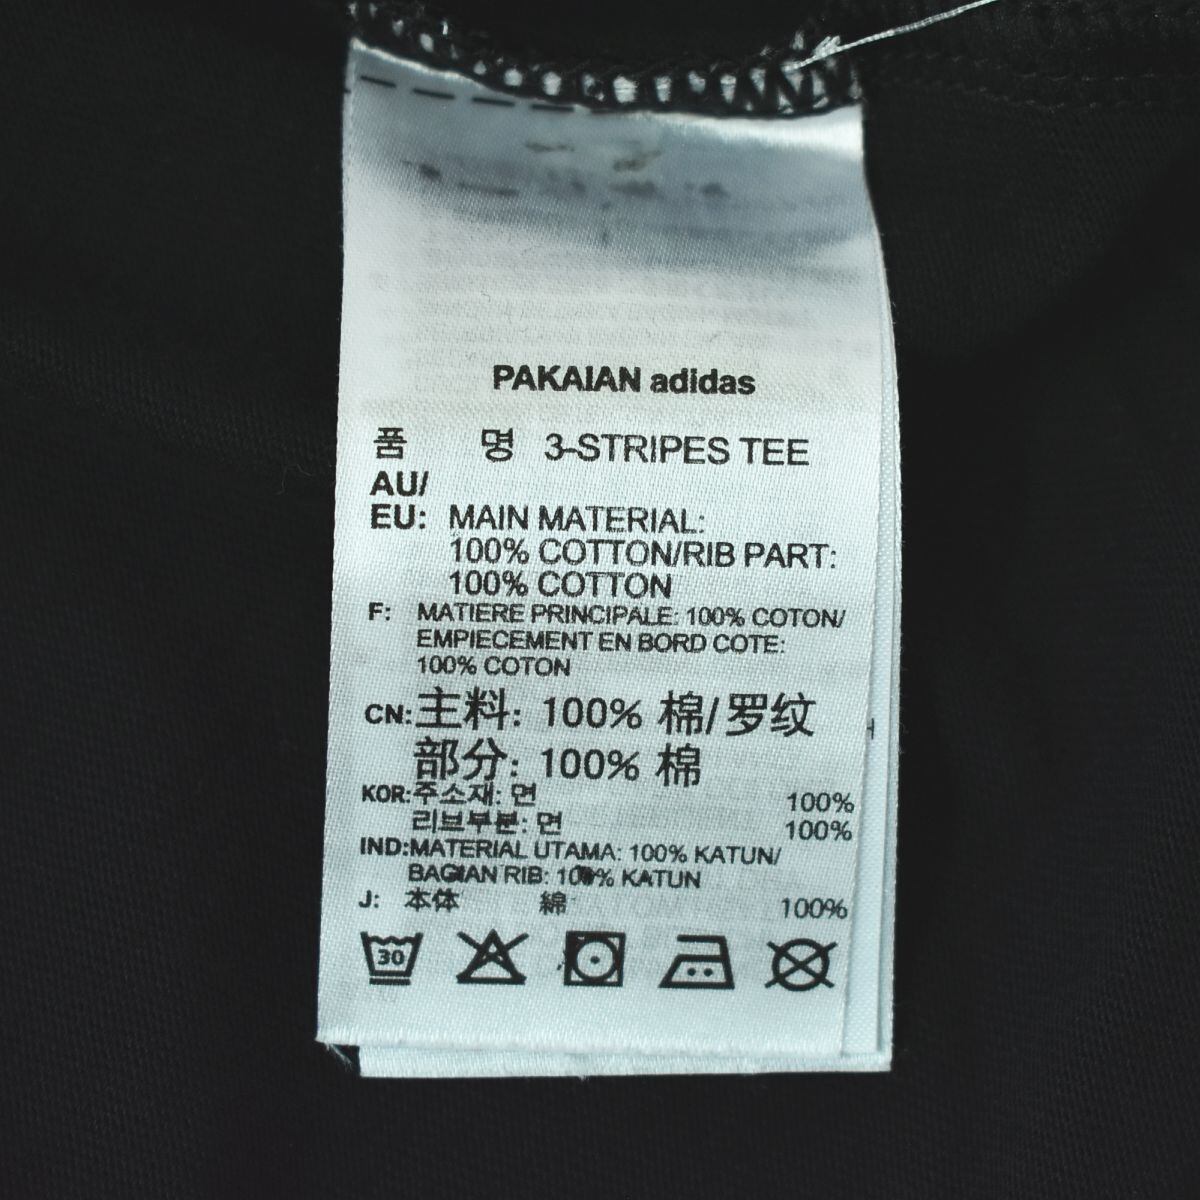 PAKAIAN adidas
품 명 3-STRIPES TEE
AU/
EU: MAIN MATERIAL:
100% COTTON/RIB PART:
100% COTTON
F: MATIERE PRINCIPALE: 100% COTON/
EMPIECEMENT EN BORD COTE:
100% COTON
CN: 主料: 100% 棉/罗纹
部分: 100% 棉
KOR: 주소재: 면 100%
리브부분: 면 100%
IND: MATERIAL UTAMA: 100% KATUN/
BAGIAN RIB: 100% KATUN
J: 本体 綿 100%
30